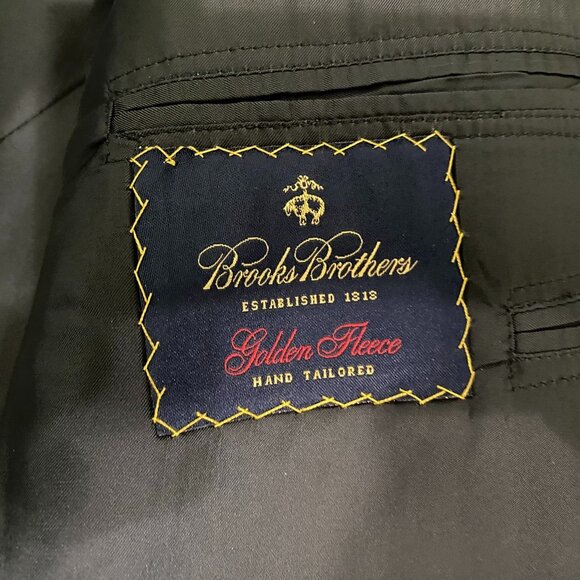 Brooks Brothers
ESTABLISHED 1818
Golden Fleece
HAND TAILORED